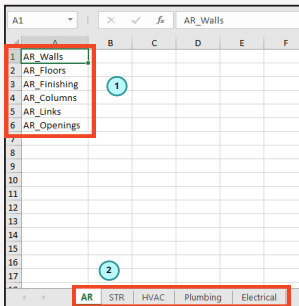 A1 fx AR_Walls
A B C D E F
1 AR_Walls
2 AR_Floors
3 AR_Finishing 1
4 AR_Columns
5 AR_Links
6 AR_Openings
7
8
9
10
11
12
13
14
15
16
17 2
AR STR HVAC Plumbing Electrical